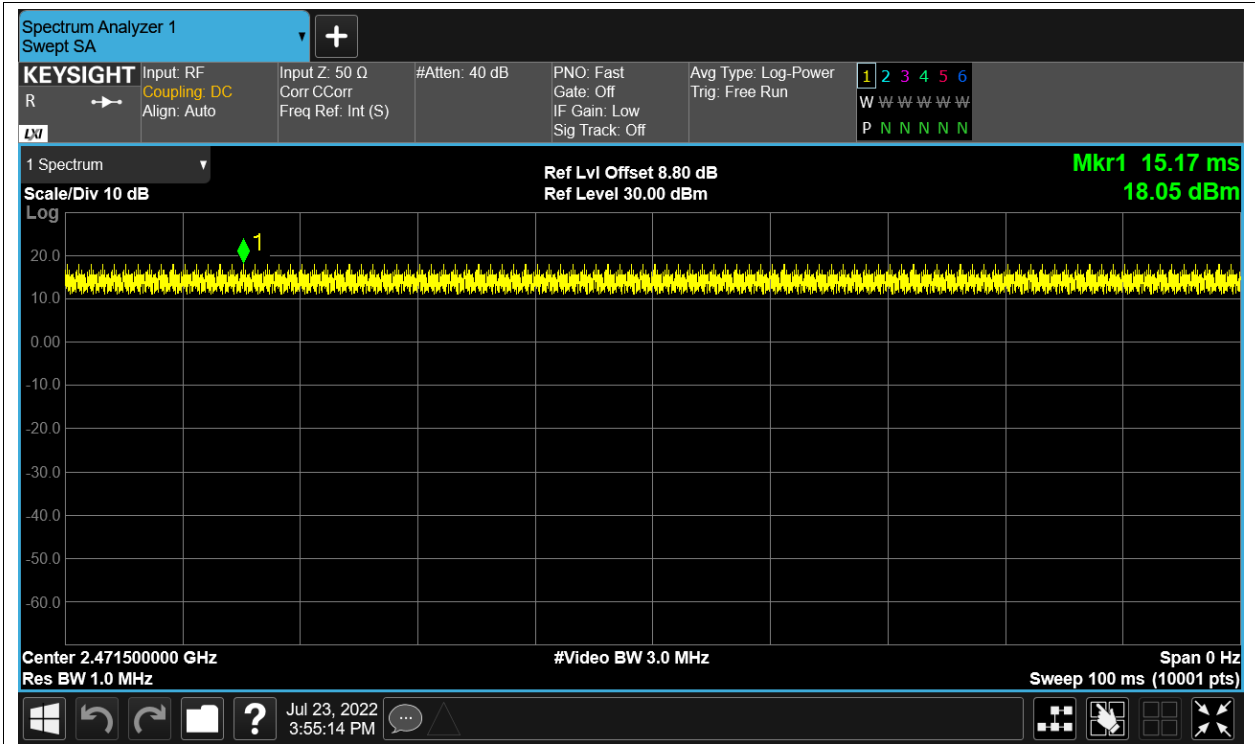 Spectrum Analyzer 1
Swept SA
+
KEYSIGHT
R
LXI
Input: RF
Coupling: DC
Align: Auto
Input Z: 50 Ω
Corr CCorr
Freq Ref: Int (S)
#Atten: 40 dB
PNO: Fast
Gate: Off
IF Gain: Low
Sig Track: Off
Avg Type: Log-Power
Trig: Free Run
1 2 3 4 5 6
W W W W W W
P N N N N N
1 Spectrum
Scale/Div 10 dB
Ref Lvl Offset 8.80 dB
Ref Level 30.00 dBm
Mkr1 15.17 ms
18.05 dBm
Log
1
20.0
10.0
0.00
-10.0
-20.0
-30.0
-40.0
-50.0
-60.0
Center 2.471500000 GHz
Res BW 1.0 MHz
#Video BW 3.0 MHz
Span 0 Hz
Sweep 100 ms (10001 pts)
?
Jul 23, 2022
3:55:14 PM